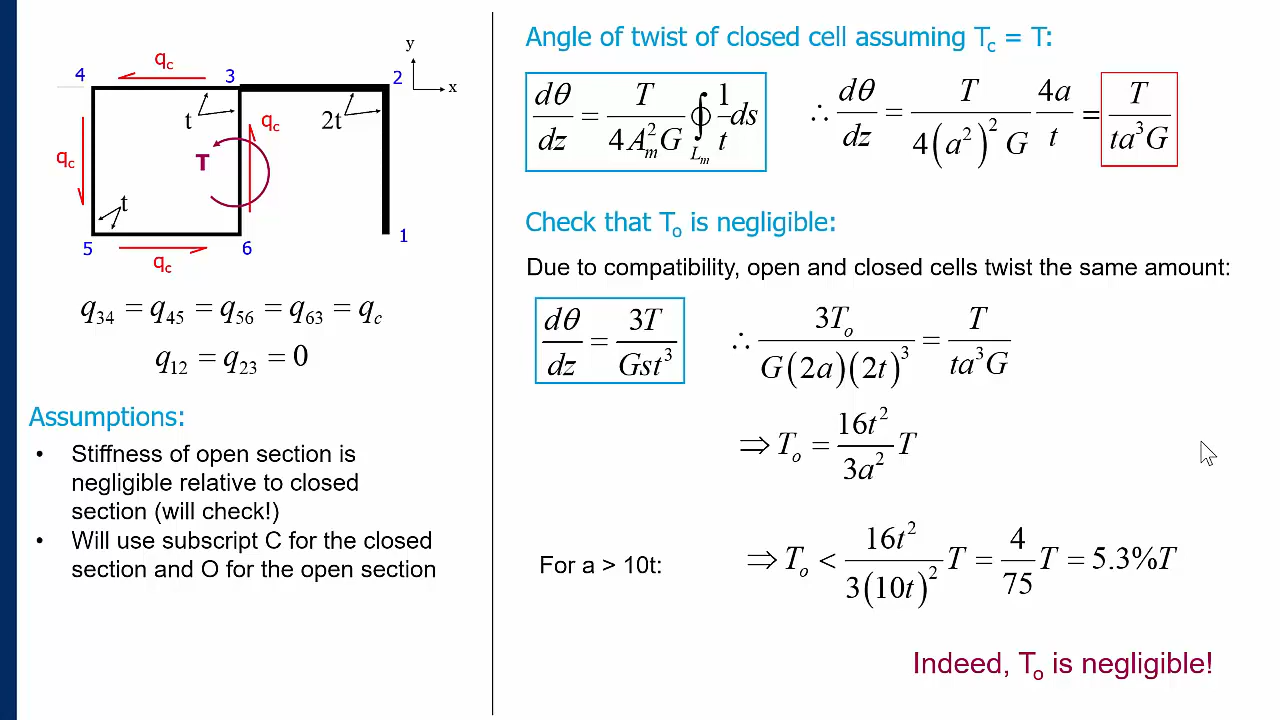 y
x
4
q_c
3
2
t
2t
q_c
T
q_c
t
5
q_c
6
1
q_34 = q_45 = q_56 = q_63 = q_c
q_12 = q_23 = 0
Assumptions:
• Stiffness of open section is
negligible relative to closed
section (will check!)
• Will use subscript C for the closed
section and O for the open section
Angle of twist of closed cell assuming T_c = T:
dθ/dz = T/(4A_m^2 G) ∮_{L_m} 1/t ds
∴ dθ/dz = T/(4(a^2)^2 G) 4a/t = T/(ta^3G)
Check that T_o is negligible:
Due to compatibility, open and closed cells twist the same amount:
dθ/dz = 3T/(Gst^3)
∴ 3T_o/(G(2a)(2t)^3) = T/(ta^3G)
⇒ T_o = 16t^2/(3a^2) T
For a > 10t:
⇒ T_o < 16t^2/(3(10t)^2) T = 4/75 T = 5.3%T
Indeed, T_o is negligible!